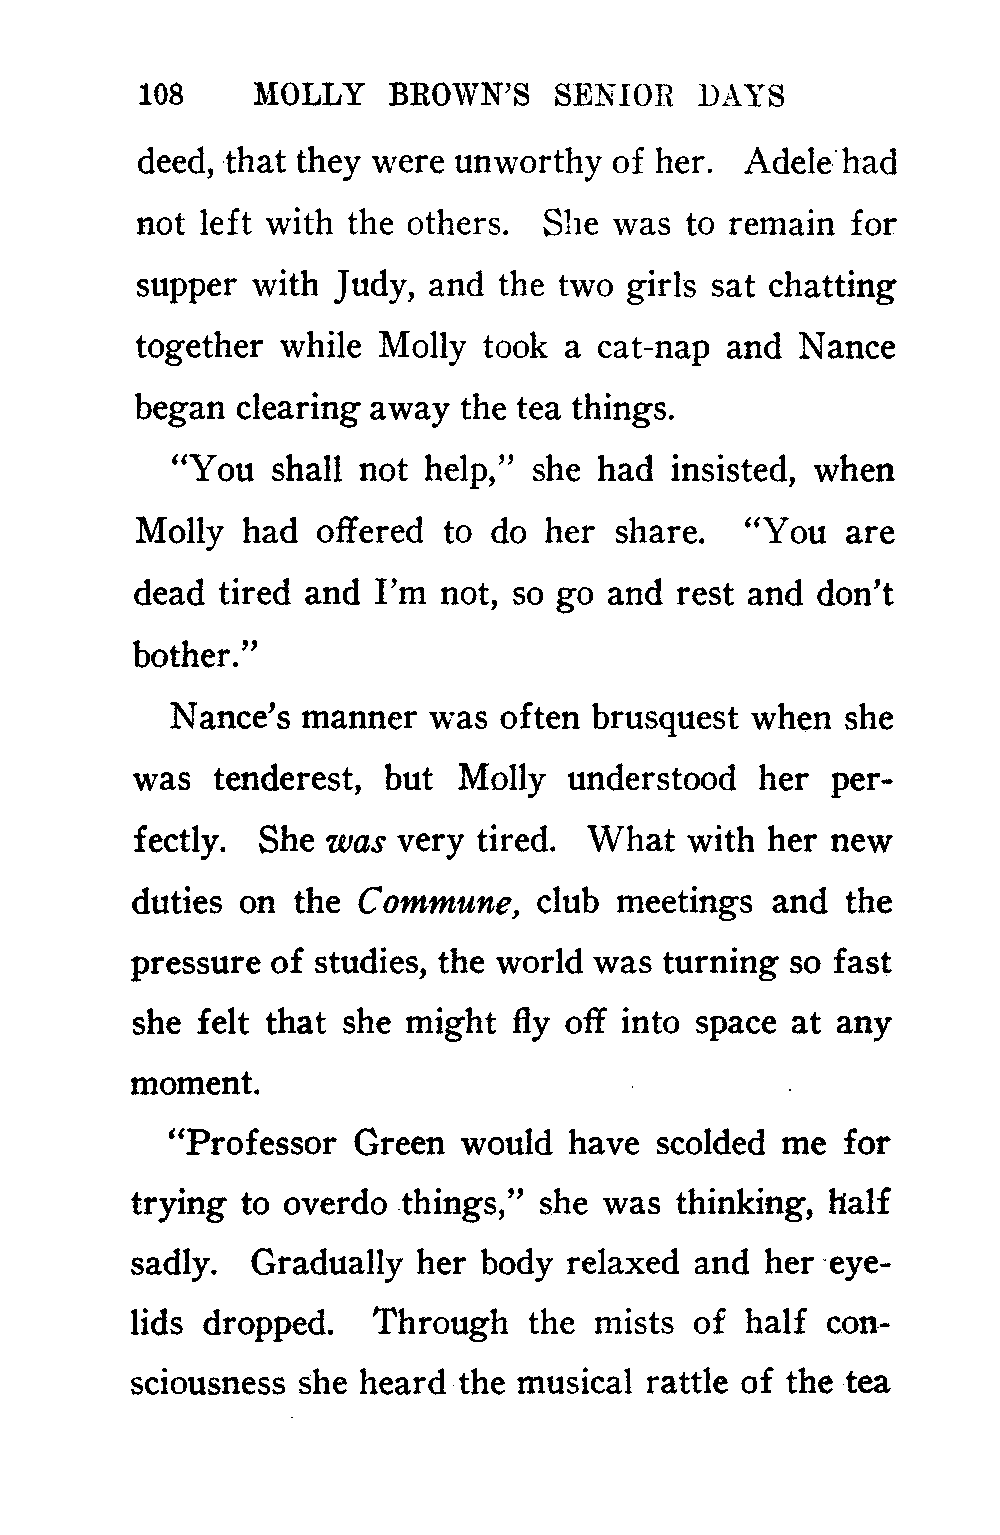 108 MOLLY BROWN'S SENIOR DAYS
deed, that they were unworthy of her. Adele had
not left with the others. She was to remain for
supper with Judy, and the two girls sat chatting
together while Molly took a cat-nap and Nance
began clearing away the tea things.
"You shall not help," she had insisted, when
Molly had offered to do her share. "You are
dead tired and I'm not, so go and rest and don't
bother."
Nance's manner was often brusquest when she
was tenderest, but Molly understood her per-
fectly. She was very tired. What with her new
duties on the Commune, club meetings and the
pressure of studies, the world was turning so fast
she felt that she might fly off into space at any
moment.
"Professor Green would have scolded me for
trying to overdo things," she was thinking, half
sadly. Gradually her body relaxed and her eye-
lids dropped. Through the mists of half con-
sciousness she heard the musical rattle of the tea